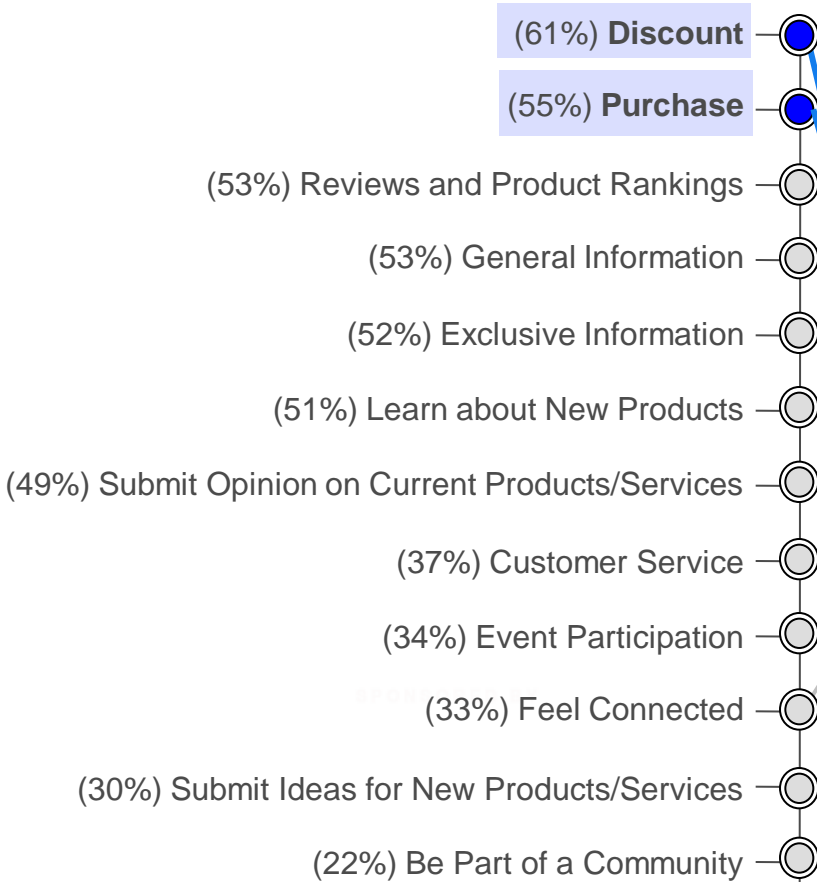 (61%) Discount
(55%) Purchase
(53%) Reviews and Product Rankings
(53%) General Information
(52%) Exclusive Information
(51%) Learn about New Products
(49%) Submit Opinion on Current Products/Services
(37%) Customer Service
(34%) Event Participation
(33%) Feel Connected
(30%) Submit Ideas for New Products/Services
(22%) Be Part of a Community